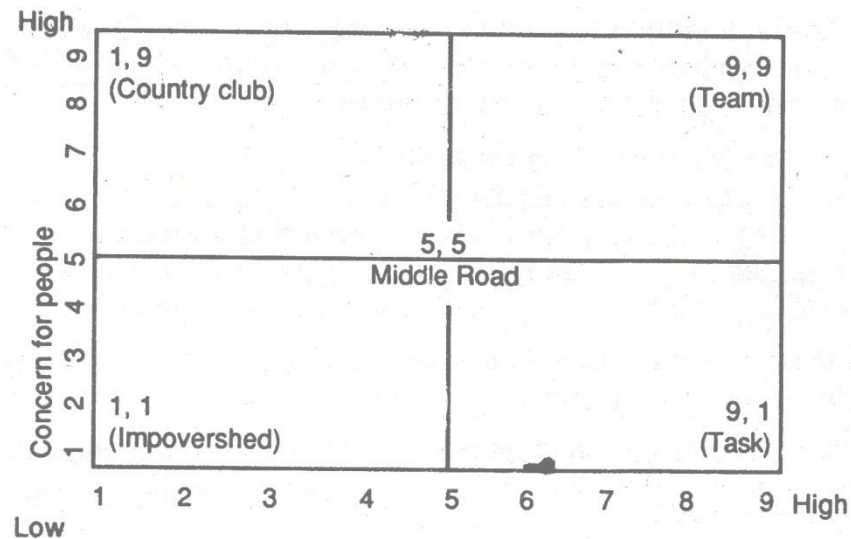 High
9
8
7
6
5
4
3
2
1
Concern for people
1, 9
(Country club)
9, 9
(Team)
5, 5
Middle Road
1, 1
(Impovershed)
9, 1
(Task)
1 2 3 4 5 6 7 8 9 High
Low